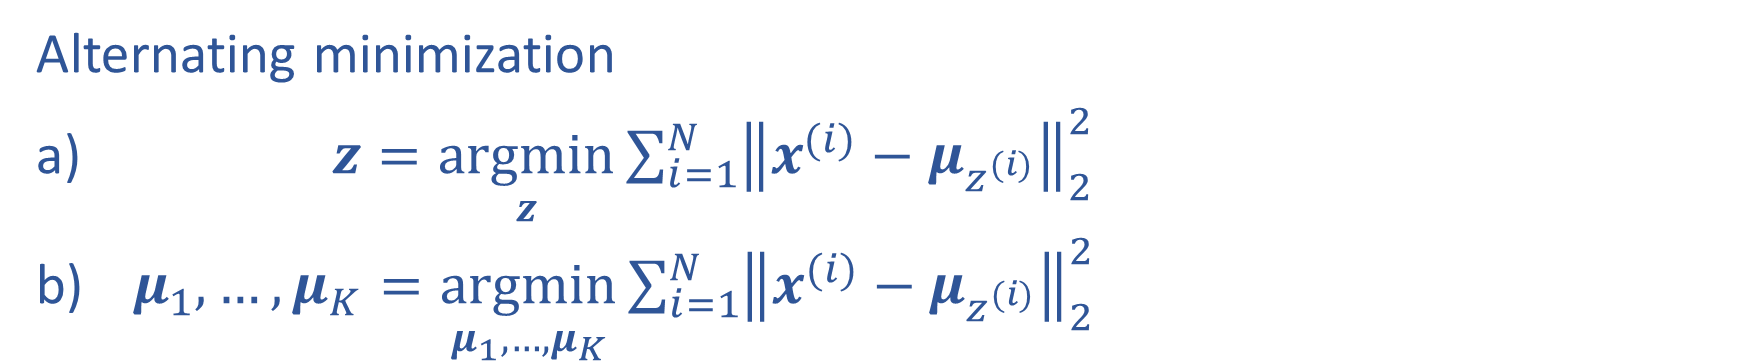 Alternating minimization
a) z = argmin_z ∑_{i=1}^{N} ‖x^{(i)} − μ_{z^{(i)}}‖_2^2
b) μ_1, … , μ_K = argmin_{μ_1,…,μ_K} ∑_{i=1}^{N} ‖x^{(i)} − μ_{z^{(i)}}‖_2^2